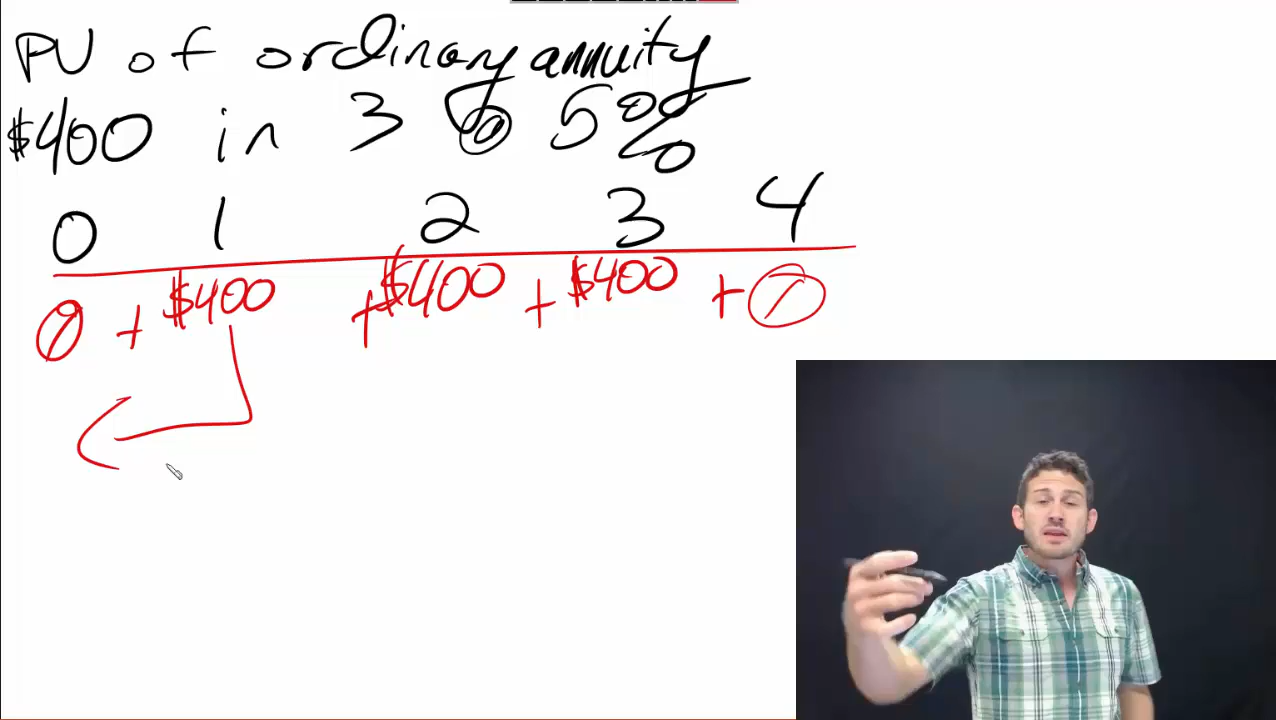 PV of ordinary annuity
$400 in 3 @ 5%
0 1 2 3 4
0 + $400 + $400 + $400 + 0